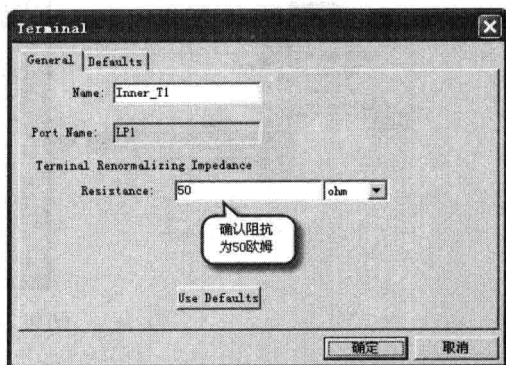 Terminal
General Defaults
Name: Inner_T1
Port Name: LP1
Terminal Renormalizing Impedance
Resistance: 50 ohm
确认阻抗
为50欧姆
Use Defaults
确定 取消